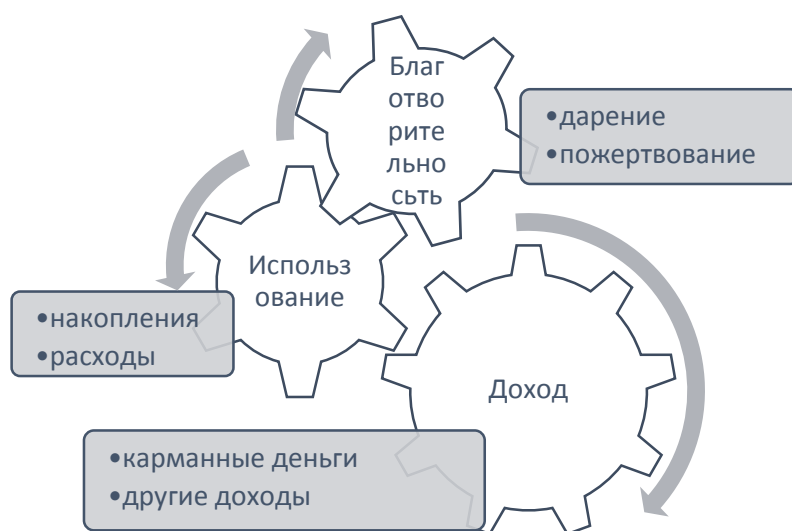 Благ
отво
рите
льно
сьть
•дарение
•пожертвование
Использ
ование
•накопления
•расходы
Доход
•карманные деньги
•другие доходы